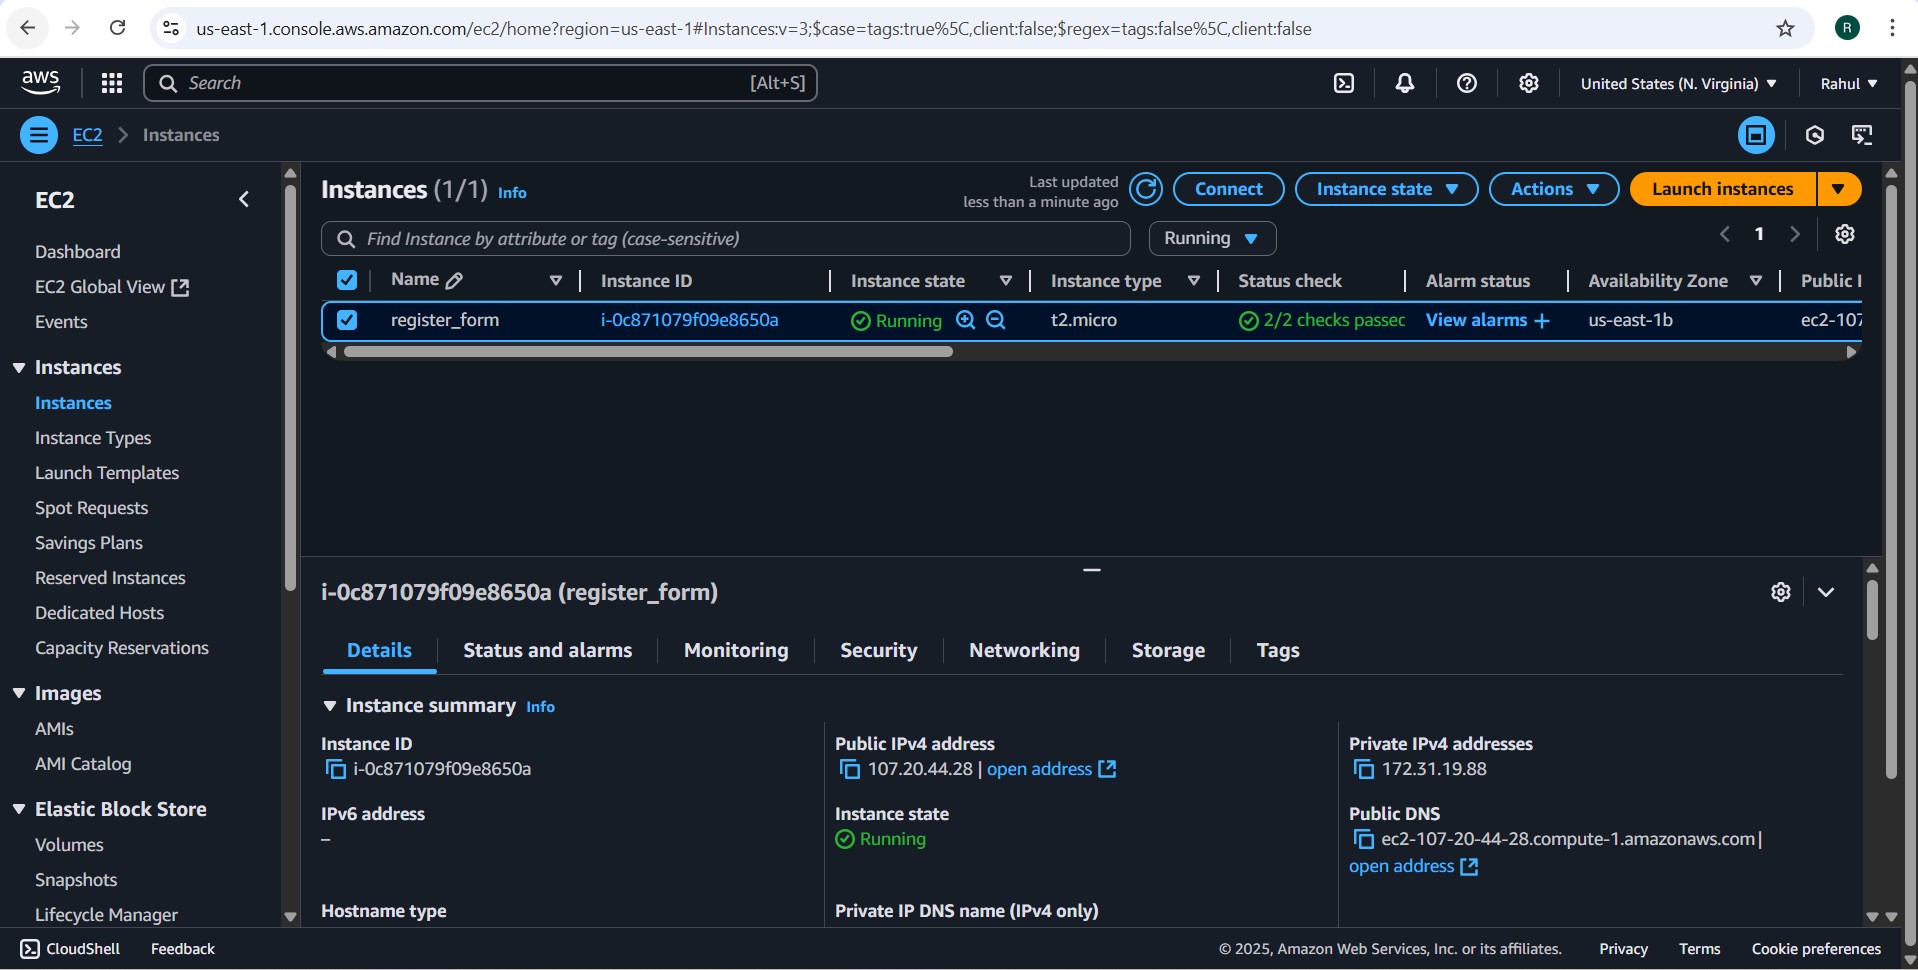 us-east-1.console.aws.amazon.com/ec2/home?region=us-east-1#Instances:v=3;$case=tags:true%5C,client:false;$regex=tags:false%5C,client:false
R
aws
Search
[Alt+S]
United States (N. Virginia)
Rahul
EC2
Instances
EC2
Dashboard
EC2 Global View
Events
Instances
Instances
Instance Types
Launch Templates
Spot Requests
Savings Plans
Reserved Instances
Dedicated Hosts
Capacity Reservations
Images
AMIs
AMI Catalog
Elastic Block Store
Volumes
Snapshots
Lifecycle Manager
Instances (1/1) Info
Last updated
less than a minute ago
Connect
Instance state
Actions
Launch instances
Find Instance by attribute or tag (case-sensitive)
Running
1
Name Instance ID Instance state Instance type Status check Alarm status Availability Zone Public I
register_form i-0c871079f09e8650a Running t2.micro 2/2 checks passec View alarms + us-east-1b ec2-107
i-0c871079f09e8650a (register_form)
Details Status and alarms Monitoring Security Networking Storage Tags
Instance summary Info
Instance ID
i-0c871079f09e8650a
Public IPv4 address
107.20.44.28 | open address
Private IPv4 addresses
172.31.19.88
IPv6 address
–
Instance state
Running
Public DNS
ec2-107-20-44-28.compute-1.amazonaws.com |
open address
Hostname type
Private IP DNS name (IPv4 only)
CloudShell
Feedback
© 2025, Amazon Web Services, Inc. or its affiliates.
Privacy
Terms
Cookie preferences